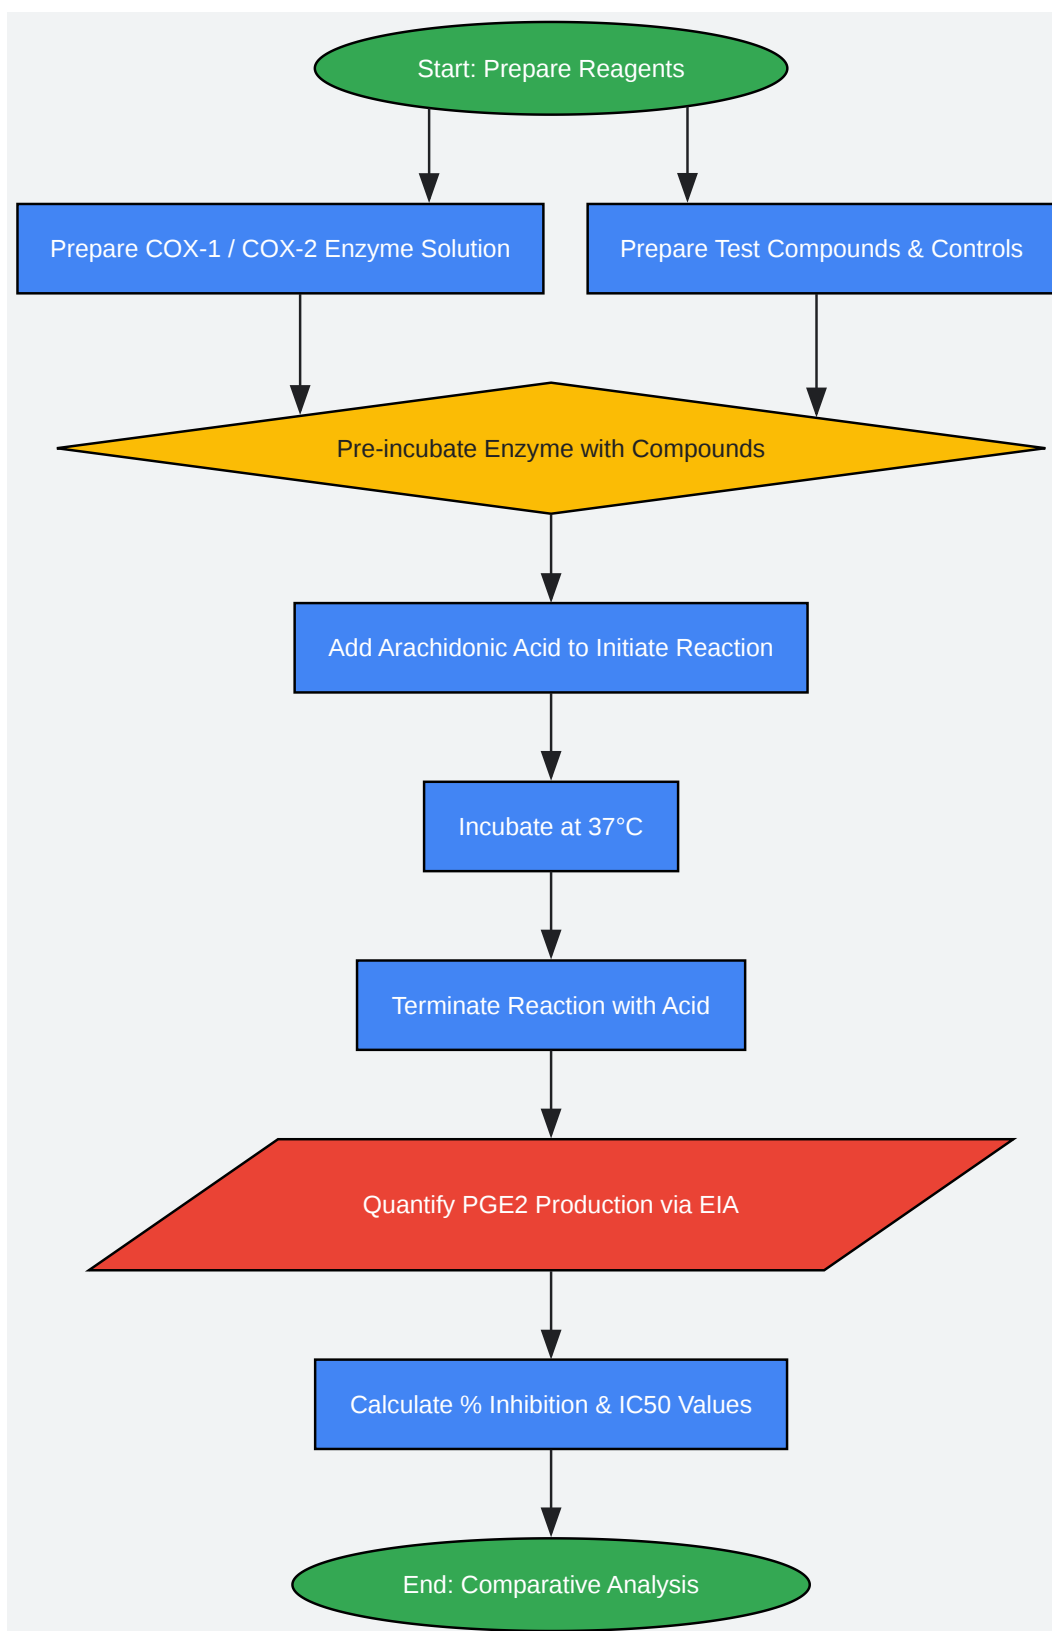 Start: Prepare Reagents
Prepare COX-1 / COX-2 Enzyme Solution
Prepare Test Compounds & Controls
Pre-incubate Enzyme with Compounds
Add Arachidonic Acid to Initiate Reaction
Incubate at 37°C
Terminate Reaction with Acid
Quantify PGE2 Production via EIA
Calculate % Inhibition & IC50 Values
End: Comparative Analysis